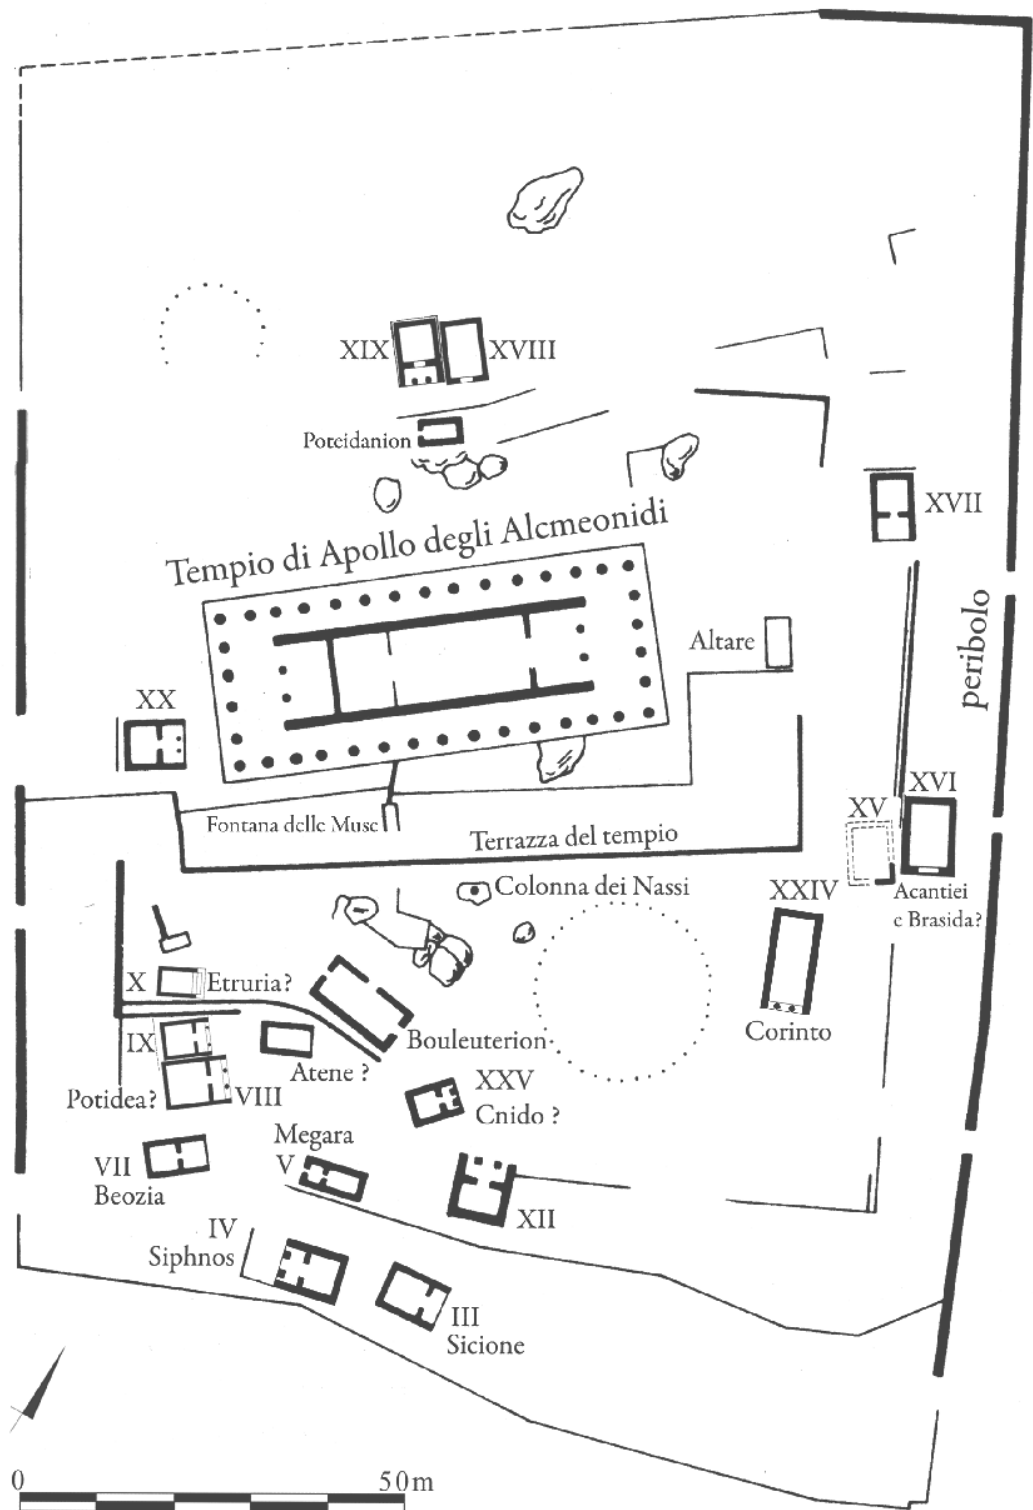 XIX
XVIII
Poteidanion
XVII
Tempio di Apollo degli Alcmeonidi
peribolo
Altare
XX
XVI
XV
Fontana delle Muse
Terrazza del tempio
Colonna dei Nassi
XXIV
Acantiei
e Brasida?
X
Etruria?
IX
Bouleuterion
Corinto
Atene ?
Potidea?
VIII
XXV
Cnido ?
Megara
V
VII
Beozia
XII
IV
Siphnos
III
Sicione
0
50m